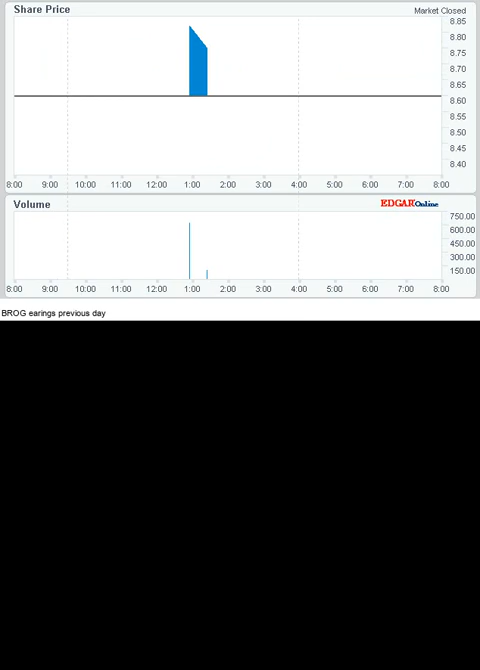 Share Price
Market Closed
8.85
8.80
8.75
8.70
8.65
8.60
8.55
8.50
8.45
8.40
8:00 9:00 10:00 11:00 12:00 1:00 2:00 3:00 4:00 5:00 6:00 7:00 8:00
Volume
EDGAR Online
750.00
600.00
450.00
300.00
150.00
8:00 9:00 10:00 11:00 12:00 1:00 2:00 3:00 4:00 5:00 6:00 7:00 8:00
BROG earings previous day